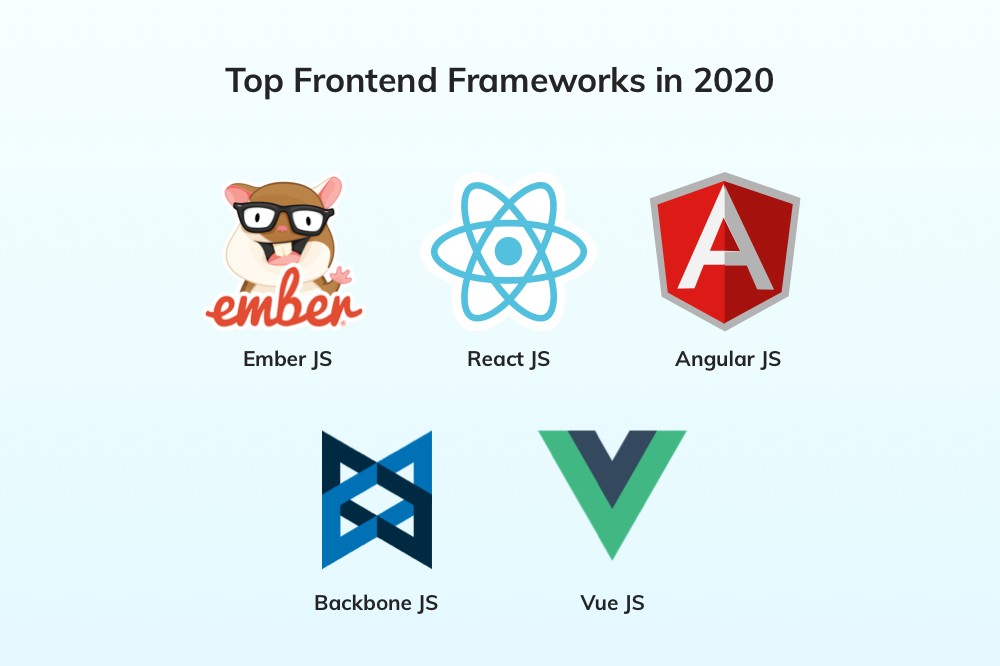 Top Frontend Frameworks in 2020
ember
Ember JS
React JS
A
Angular JS
Backbone JS
Vue JS